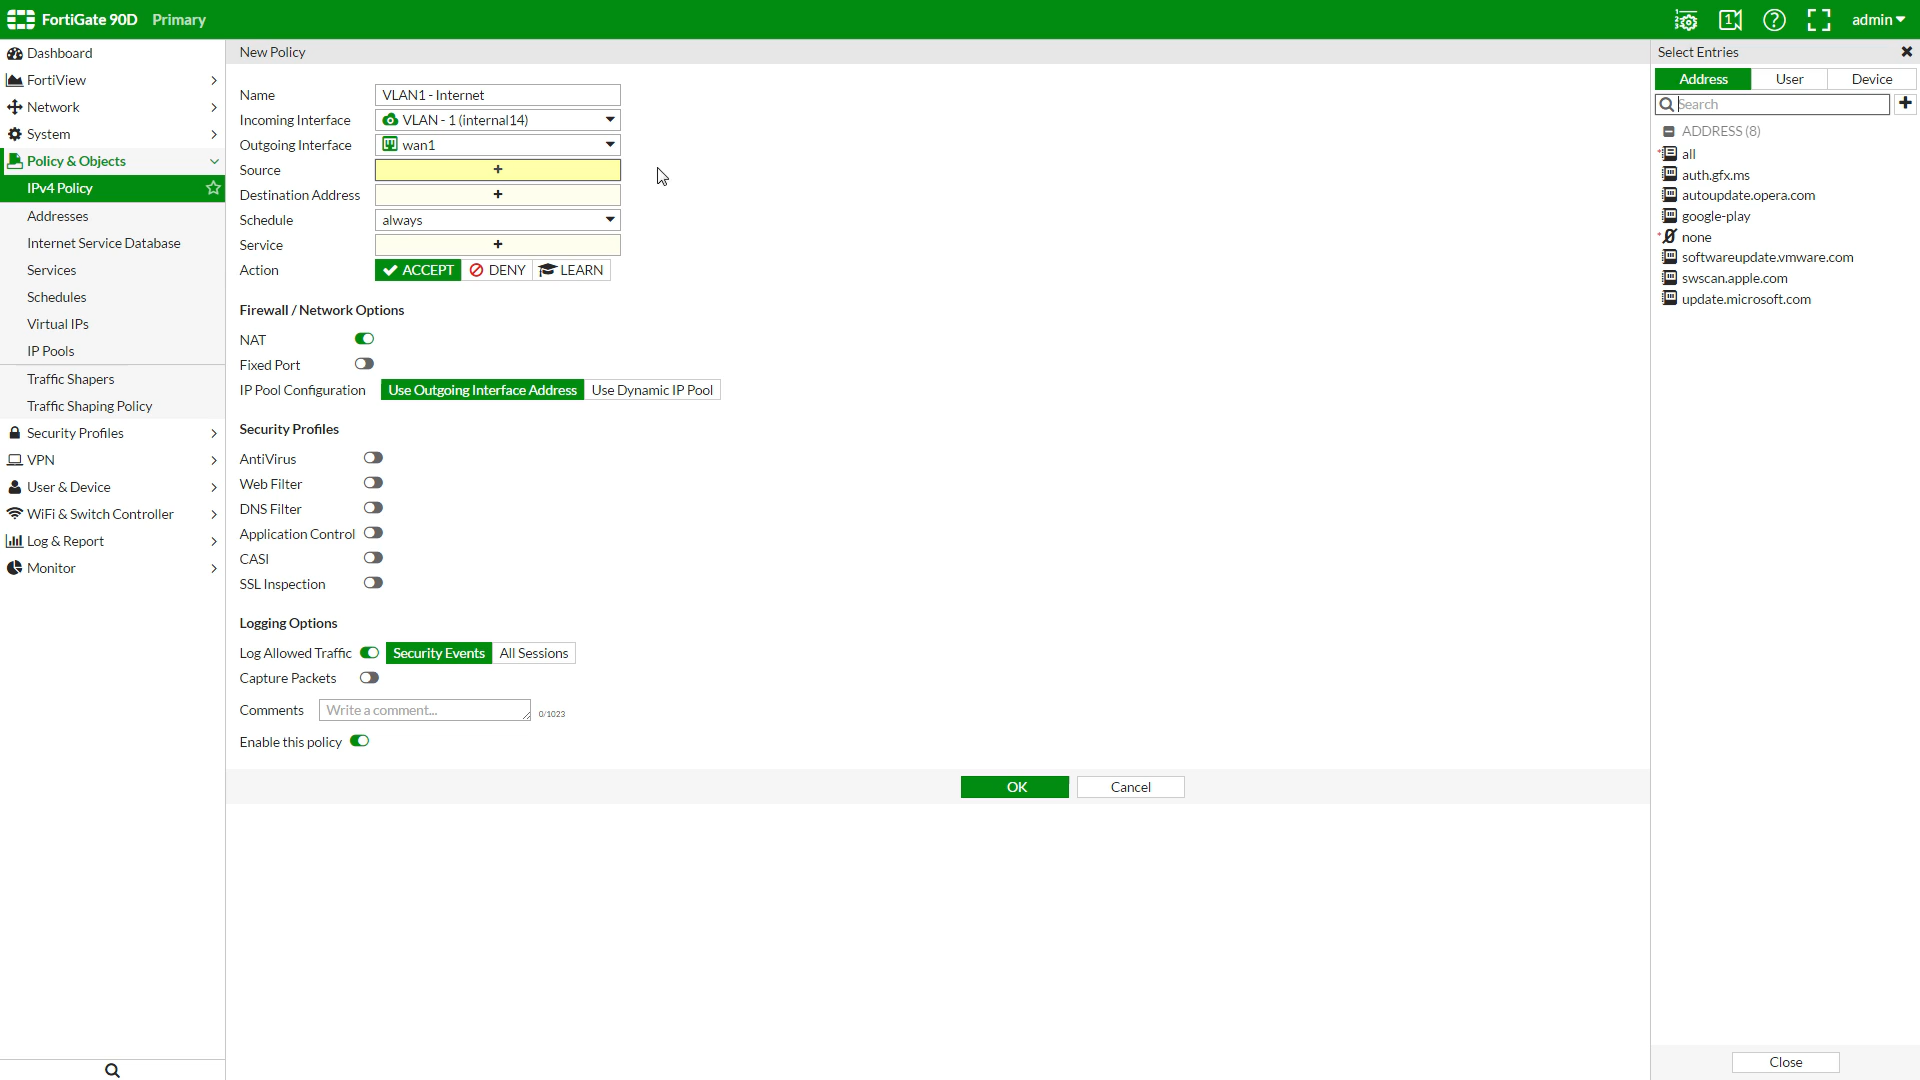 FortiGate 90D Primary
1
?
admin
Dashboard
FortiView
Network
System
Policy & Objects
IPv4 Policy
Addresses
Internet Service Database
Services
Schedules
Virtual IPs
IP Pools
Traffic Shapers
Traffic Shaping Policy
Security Profiles
VPN
User & Device
WiFi & Switch Controller
Log & Report
Monitor
New Policy
Name VLAN1 - Internet
Incoming Interface VLAN - 1 (internal14)
Outgoing Interface wan1
Source +
Destination Address +
Schedule always
Service +
Action ACCEPT DENY LEARN
Firewall / Network Options
NAT
Fixed Port
IP Pool Configuration Use Outgoing Interface Address Use Dynamic IP Pool
Security Profiles
AntiVirus
Web Filter
DNS Filter
Application Control
CASI
SSL Inspection
Logging Options
Log Allowed Traffic Security Events All Sessions
Capture Packets
Comments Write a comment... 0/1023
Enable this policy
OK Cancel
Select Entries
Address User Device
Search
ADDRESS (8)
all
auth.gfx.ms
autoupdate.opera.com
google-play
none
softwareupdate.vmware.com
swscan.apple.com
update.microsoft.com
Close